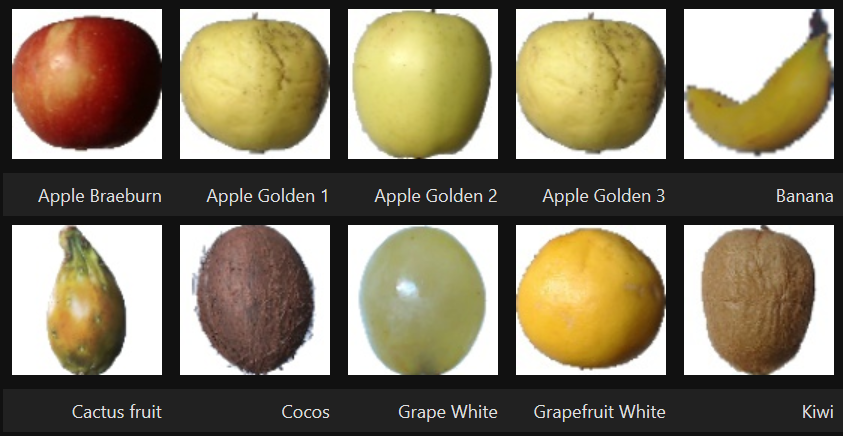 Apple Braeburn
Apple Golden 1
Apple Golden 2
Apple Golden 3
Banana
Cactus fruit
Cocos
Grape White
Grapefruit White
Kiwi